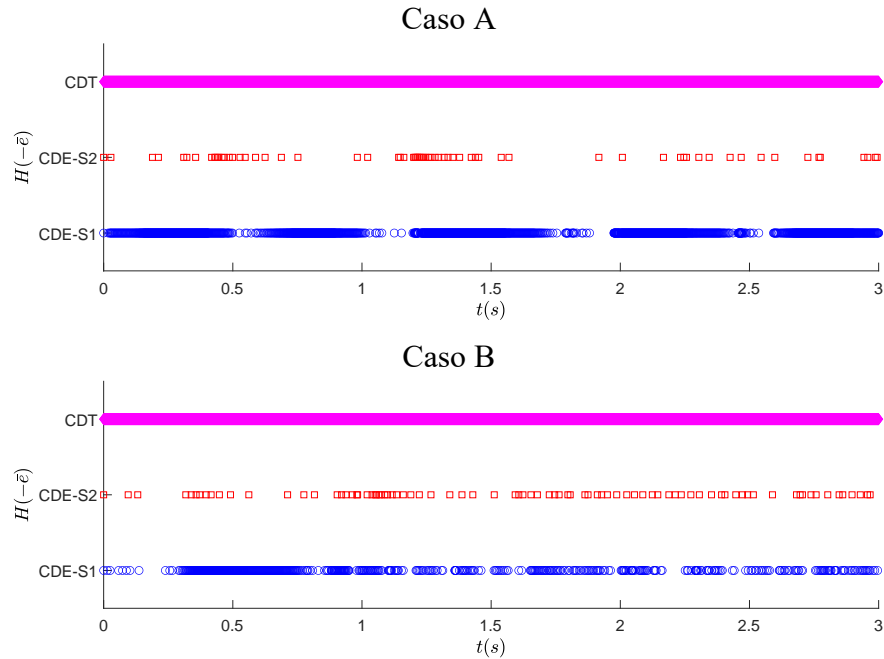 Caso A
CDT
CDE-S2
CDE-S1
H(−ē)
0 0.5 1 1.5 2 2.5 3
t(s)
Caso B
CDT
CDE-S2
CDE-S1
H(−ē)
0 0.5 1 1.5 2 2.5 3
t(s)